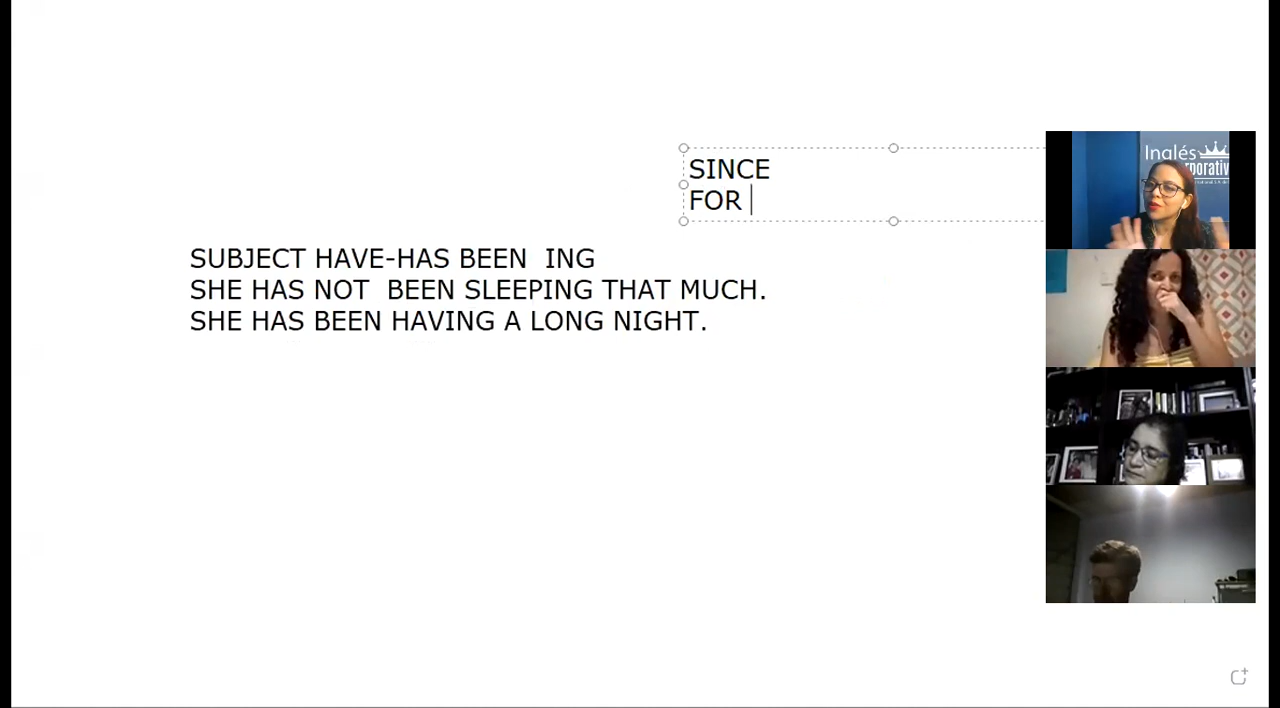 SINCE
FOR
SUBJECT HAVE-HAS BEEN  ING
SHE HAS NOT  BEEN SLEEPING THAT MUCH.
SHE HAS BEEN HAVING A LONG NIGHT.
Inglés